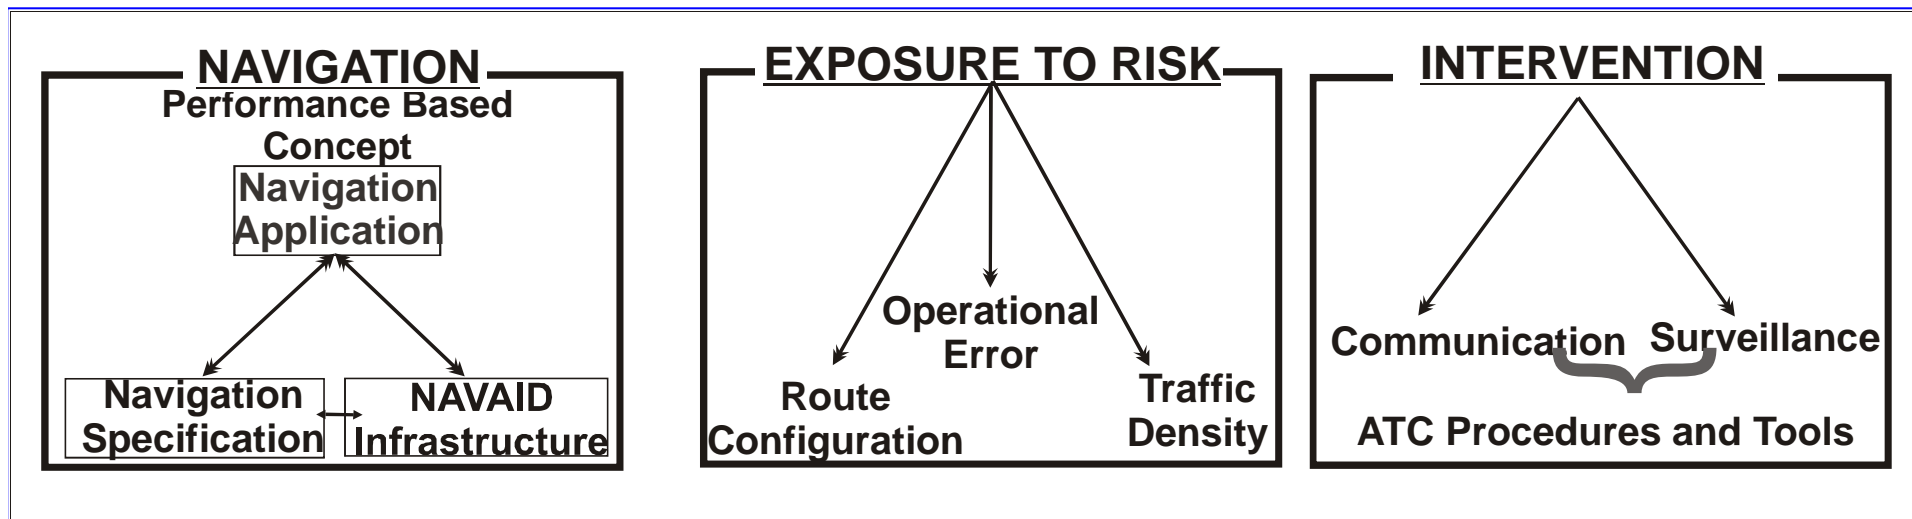 NAVIGATION
Performance Based
Concept
Navigation
Application
Navigation
Specification
NAVAID
Infrastructure
EXPOSURE TO RISK
Operational
Error
Route
Configuration
Traffic
Density
INTERVENTION
Communication
Surveillance
ATC Procedures and Tools